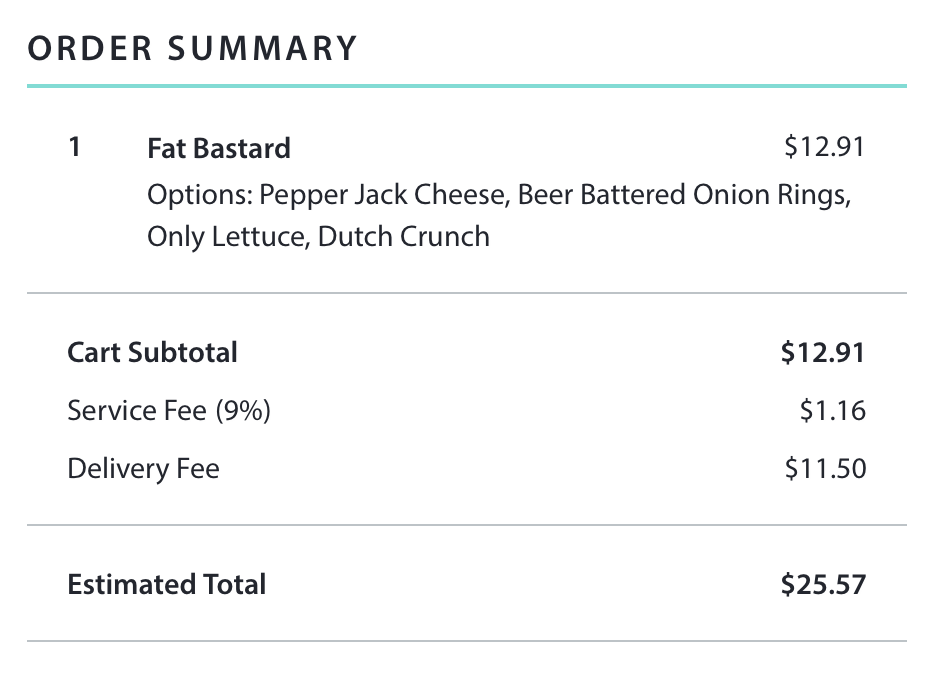 ORDER SUMMARY
1 Fat Bastard $12.91
Options: Pepper Jack Cheese, Beer Battered Onion Rings,
Only Lettuce, Dutch Crunch
Cart Subtotal $12.91
Service Fee (9%) $1.16
Delivery Fee $11.50
Estimated Total $25.57